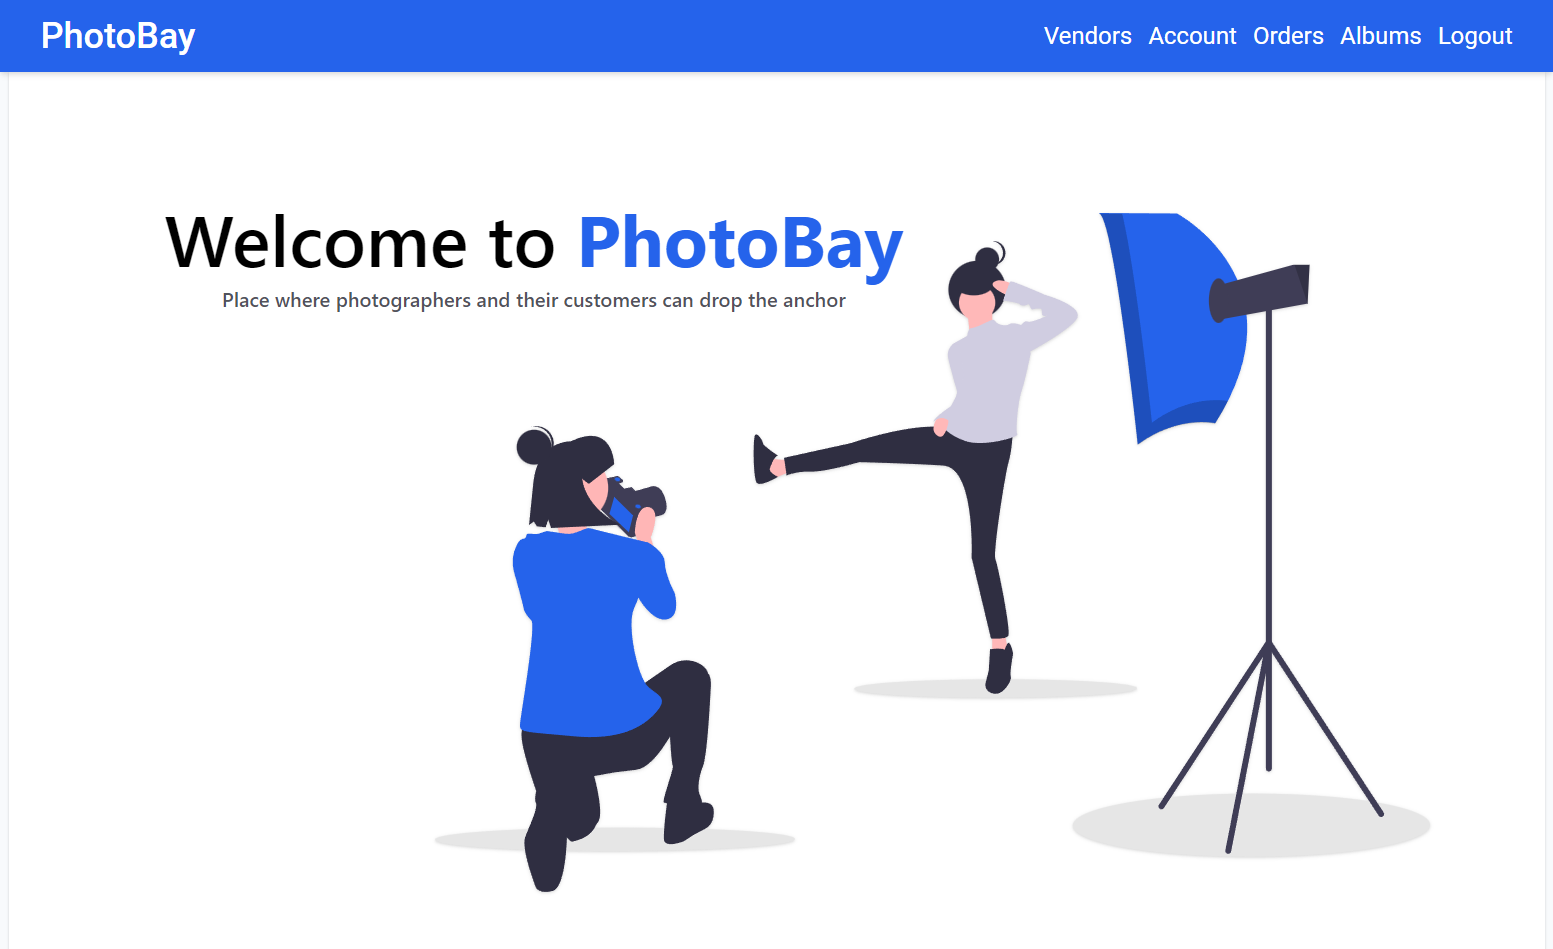 PhotoBay
Vendors Account Orders Albums Logout
Welcome to PhotoBay
Place where photographers and their customers can drop the anchor